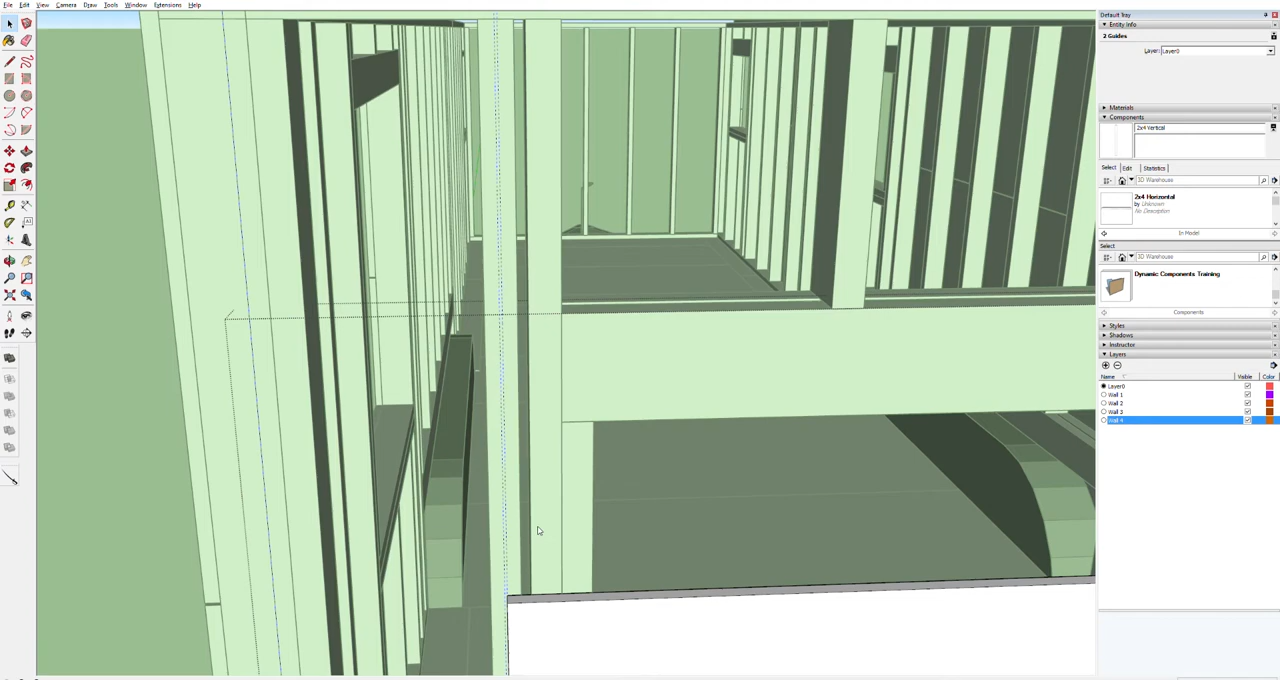 File Edit View Camera Draw Tools Window Extensions Help
Default Tray
Entity Info
2 Guides
Layer: Layer0
Materials
Components
2x4 Vertical
Select Edit Statistics
3D Warehouse
2x4 Horizontal
by Unknown
No Description
In Model
Select
3D Warehouse
Dynamic Components Training
Components
Styles
Shadows
Instructor
Layers
Name Visible Color
Layer0
Wall 1
Wall 2
Wall 3
Wall 4